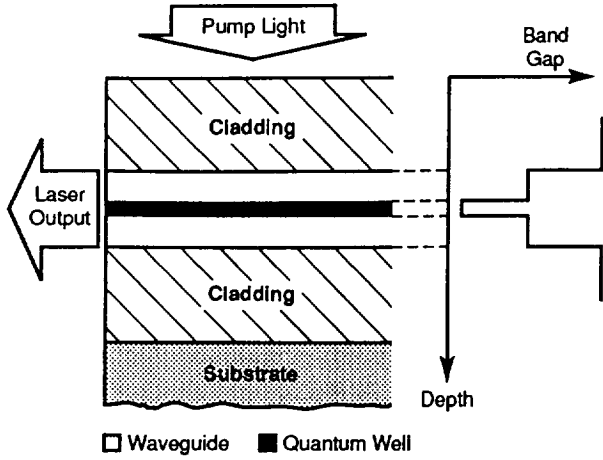 Pump Light
Band
Gap
Cladding
Laser
Output
Cladding
Substrate
Depth
Waveguide
Quantum Well